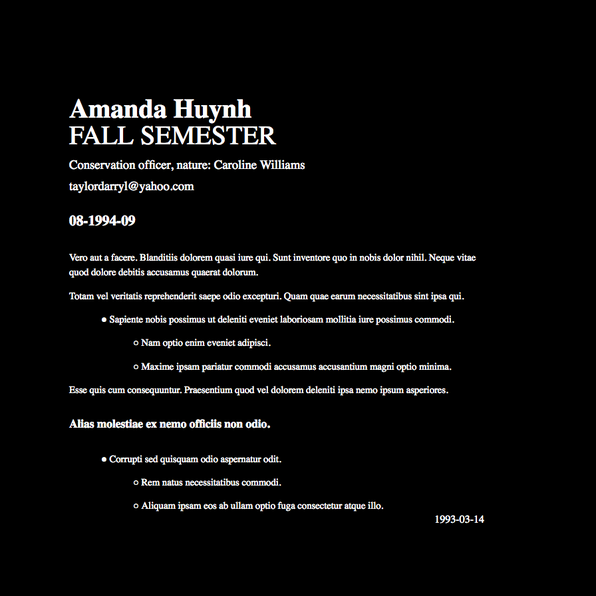 Amanda Huynh
FALL SEMESTER
Conservation officer, nature: Caroline Williams
taylordarryl@yahoo.com
08-1994-09
Vero aut a facere. Blanditiis dolorem quasi iure qui. Sunt inventore quo in nobis dolor nihil. Neque vitae
quod dolore debitis accusamus quaerat dolorum.
Totam vel veritatis reprehenderit saepe odio excepturi. Quam quae earum necessitatibus sint ipsa qui.
• Sapiente nobis possimus ut deleniti eveniet laboriosam mollitia iure possimus commodi.
○ Nam optio enim eveniet adipisci.
○ Maxime ipsam pariatur commodi accusamus accusantium magni optio minima.
Esse quis cum consequuntur. Praesentium quod vel dolorem deleniti ipsa nemo ipsum asperiores.
Alias molestiae ex nemo officiis non odio.
• Corrupti sed quisquam odio aspernatur odit.
○ Rem natus necessitatibus commodi.
○ Aliquam ipsam eos ab ullam optio fuga consectetur atque illo.
1993-03-14